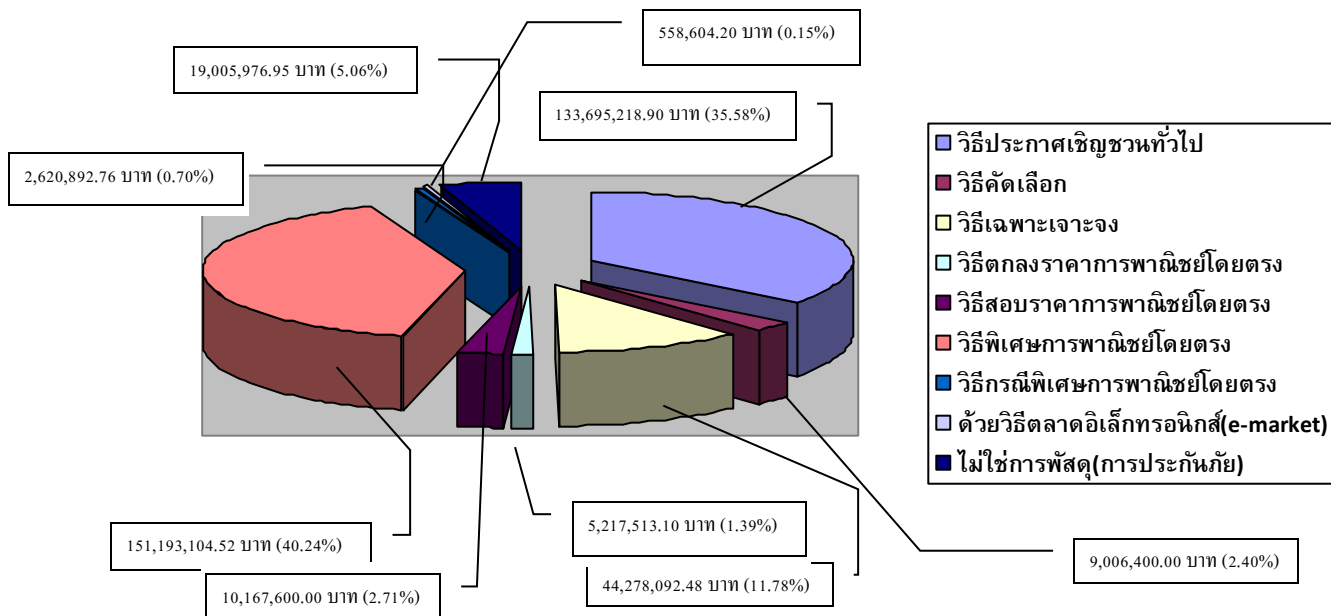 558,604.20 บาท (0.15%)
19,005,976.95 บาท (5.06%)
133,695,218.90 บาท (35.58%)
2,620,892.76 บาท (0.70%)
วิธีประกาศเชิญชวนทั่วไป
วิธีคัดเลือก
วิธีเฉพาะเจาะจง
วิธีตกลงราคาการพาณิชย์โดยตรง
วิธีสอบราคาการพาณิชย์โดยตรง
วิธีพิเศษการพาณิชย์โดยตรง
วิธีกรณีพิเศษการพาณิชย์โดยตรง
ด้วยวิธีตลาดอิเล็กทรอนิกส์(e-market)
ไม่ใช่การพัสดุ(การประกันภัย)
151,193,104.52 บาท (40.24%)
5,217,513.10 บาท (1.39%)
9,006,400.00 บาท (2.40%)
10,167,600.00 บาท (2.71%)
44,278,092.48 บาท (11.78%)